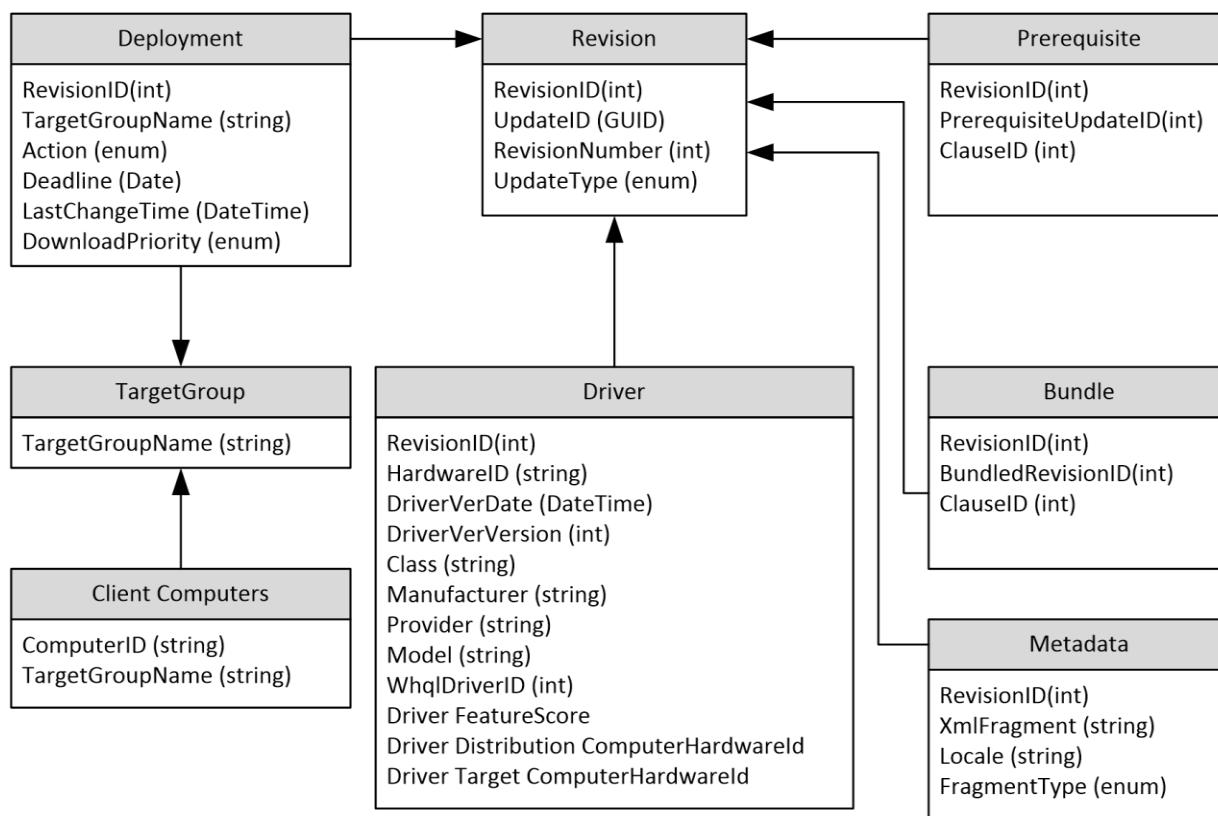 Deployment
RevisionID(int)
TargetGroupName (string)
Action (enum)
Deadline (Date)
LastChangeTime (DateTime)
DownloadPriority (enum)
Revision
RevisionID(int)
UpdateID (GUID)
RevisionNumber (int)
UpdateType (enum)
Prerequisite
RevisionID(int)
PrerequisiteUpdateID(int)
ClauseID (int)
TargetGroup
TargetGroupName (string)
Driver
RevisionID(int)
HardwareID (string)
DriverVerDate (DateTime)
DriverVerVersion (int)
Class (string)
Manufacturer (string)
Provider (string)
Model (string)
WhqlDriverID (int)
Driver FeatureScore
Driver Distribution ComputerHardwareId
Driver Target ComputerHardwareId
Bundle
RevisionID(int)
BundledRevisionID(int)
ClauseID (int)
Client Computers
ComputerID (string)
TargetGroupName (string)
Metadata
RevisionID(int)
XmlFragment (string)
Locale (string)
FragmentType (enum)